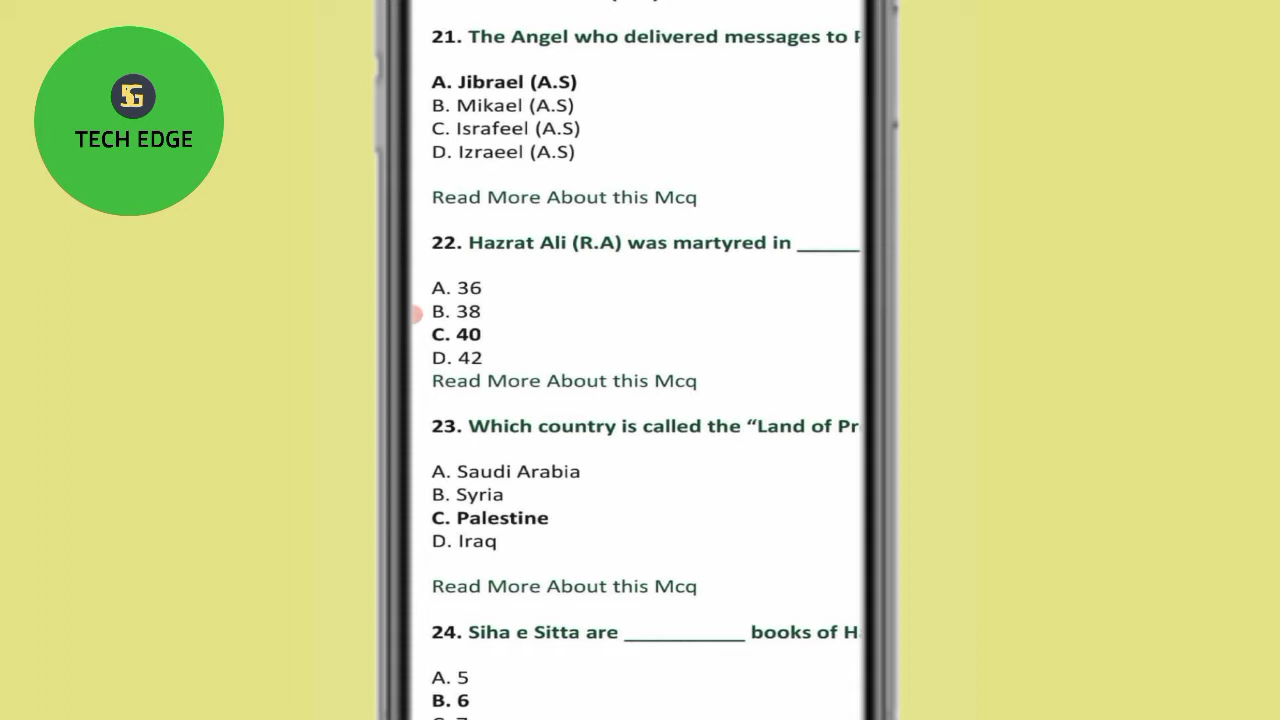 5G
TECH EDGE
21. The Angel who delivered messages to
A. Jibrael (A.S)
B. Mikael (A.S)
C. Israfeel (A.S)
D. Izraeel (A.S)
Read More About this Mcq
22. Hazrat Ali (R.A) was martyred in ______
A. 36
B. 38
C. 40
D. 42
Read More About this Mcq
23. Which country is called the “Land of Pr
A. Saudi Arabia
B. Syria
C. Palestine
D. Iraq
Read More About this Mcq
24. Siha e Sitta are ____________ books of
A. 5
B. 6